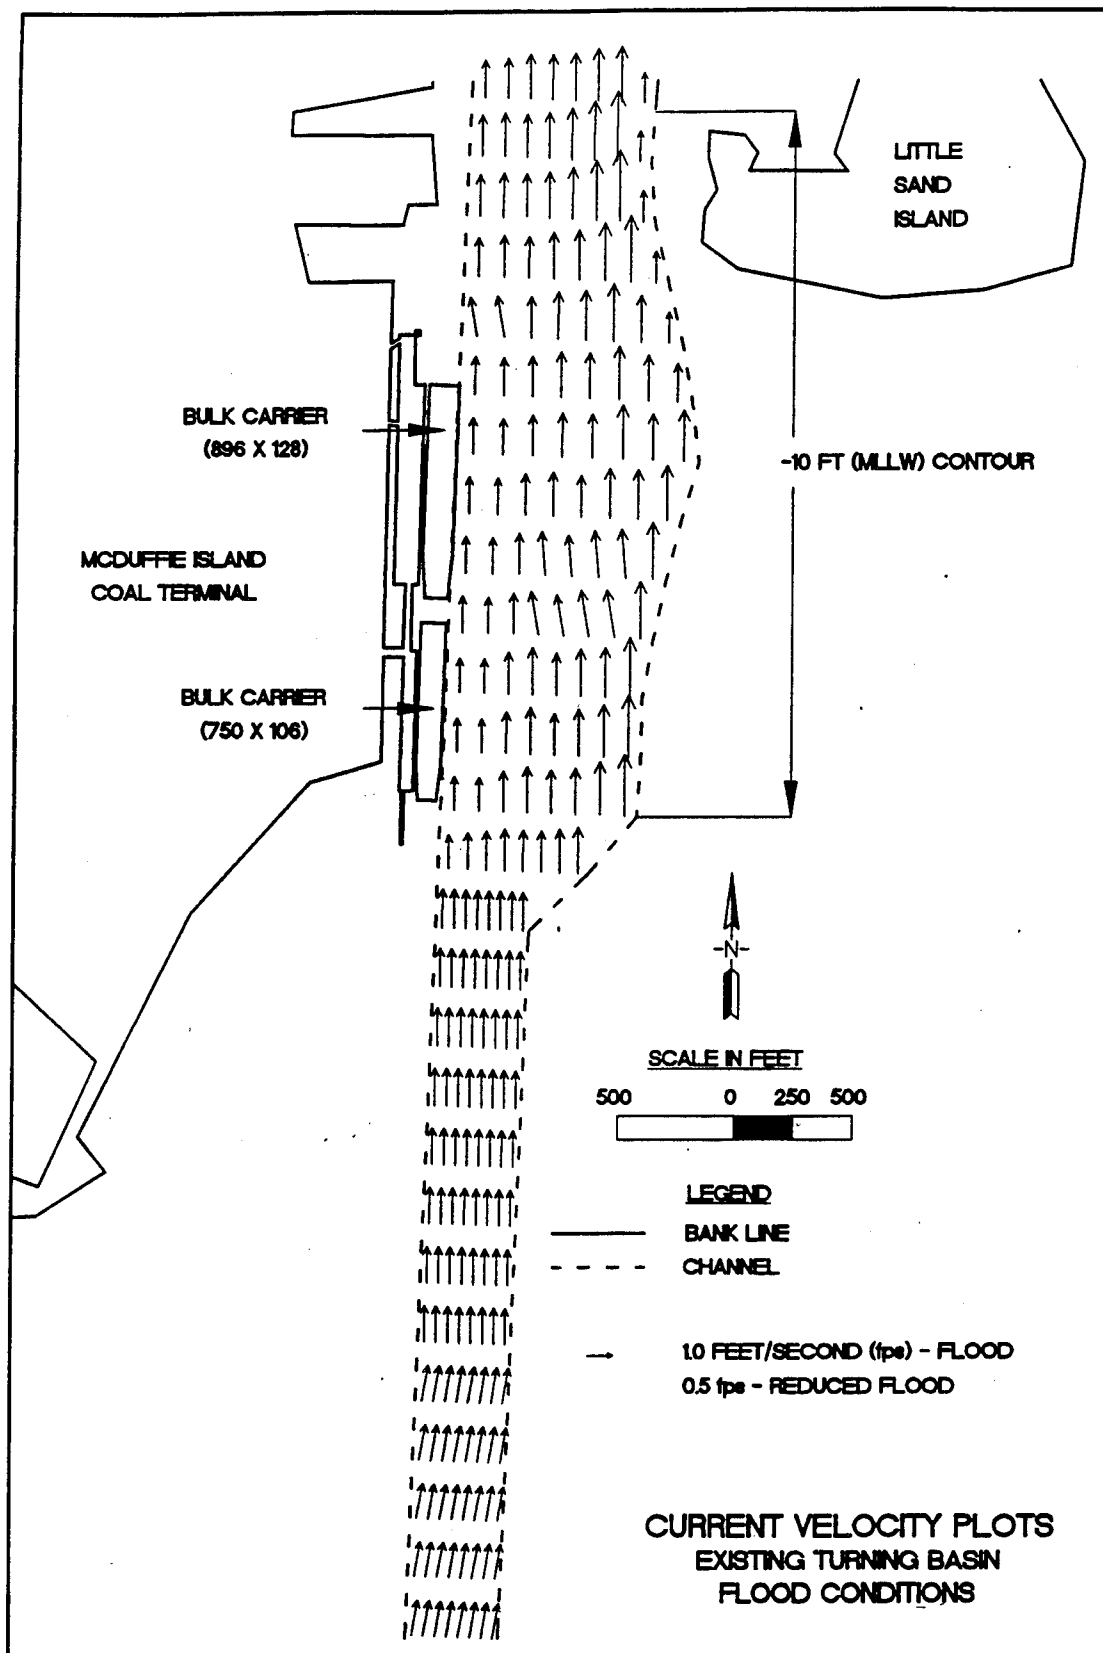 LITTLE
SAND
ISLAND
BULK CARRIER
(896 X 128)
-10 FT (MLLW) CONTOUR
MCDUFFIE ISLAND
COAL TERMINAL
BULK CARRIER
(750 X 106)
-N-
SCALE IN FEET
500 0 250 500
LEGEND
BANK LINE
CHANNEL
1.0 FEET/SECOND (fps) - FLOOD
0.5 fps - REDUCED FLOOD
CURRENT VELOCITY PLOTS
EXISTING TURNING BASIN
FLOOD CONDITIONS